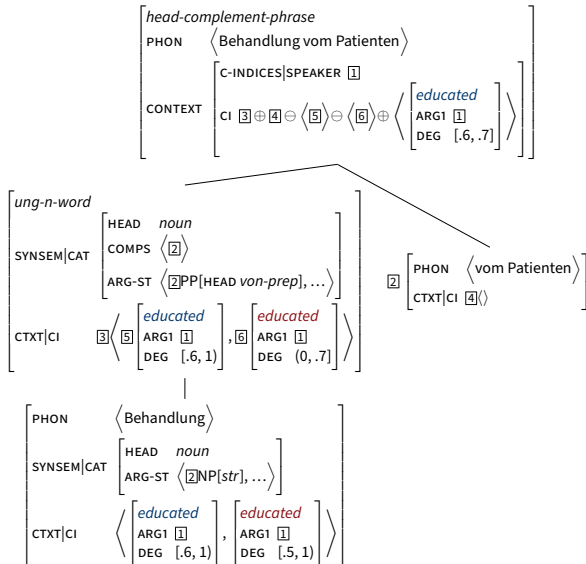 head-complement-phrase
PHON ⟨Behandlung vom Patienten⟩
C-INDICES|SPEAKER 1
CONTEXT
educated
CI 3 ⊕ 4 ⊖ ⟨5⟩ ⊖ ⟨6⟩ ⊕ ⟨ARG1 1⟩
DEG [.6, .7]
ung-n-word
HEAD noun
SYNSEM|CAT COMPS ⟨2⟩
ARG-ST ⟨2PP[HEAD von-prep], …⟩
educated educated
CTXT|CI 3⟨5 ARG1 1 , 6 ARG1 1⟩
DEG [.6, 1) DEG (0, .7]
2 PHON ⟨vom Patienten⟩
CTXT|CI 4⟨⟩
PHON ⟨Behandlung⟩
HEAD noun
SYNSEM|CAT
ARG-ST ⟨2NP[str], …⟩
educated educated
CTXT|CI ⟨ARG1 1 , ARG1 1⟩
DEG [.6, 1) DEG [.5, 1)